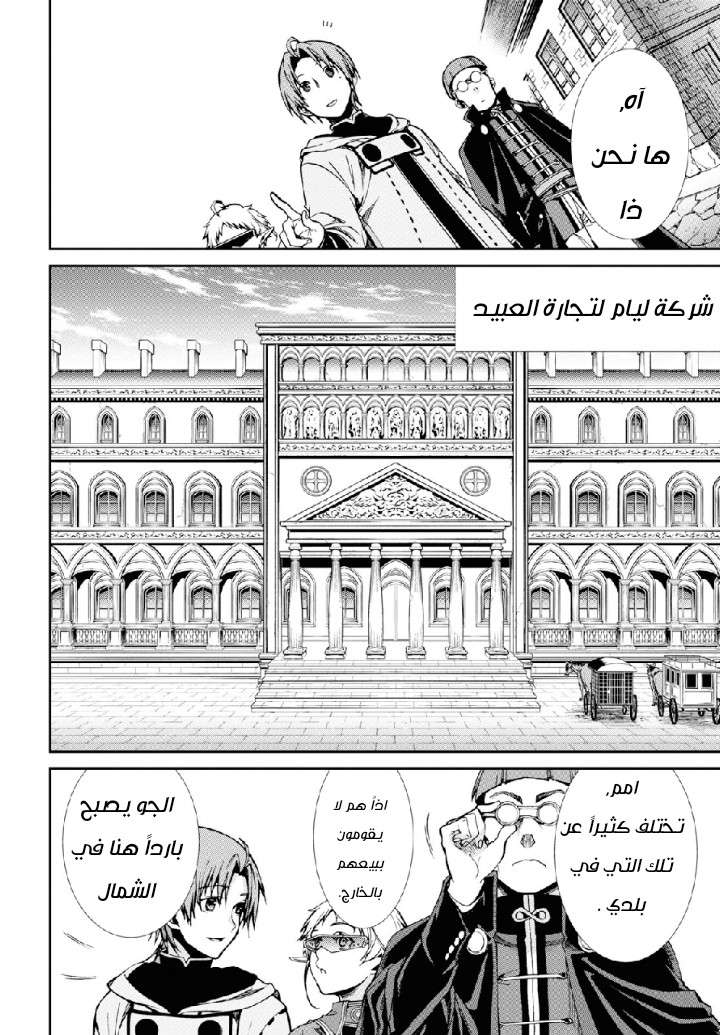 آه,
ها نحن
ذا
شركة ليام لتجارة العبيد
امم,
تختلف كثيراً عن
تلك التي في
بلدي .
اذاً هم لا
يقومون
ببيعهم
بالخارج.
الجو يصبح
بارداً هنا في
الشمال